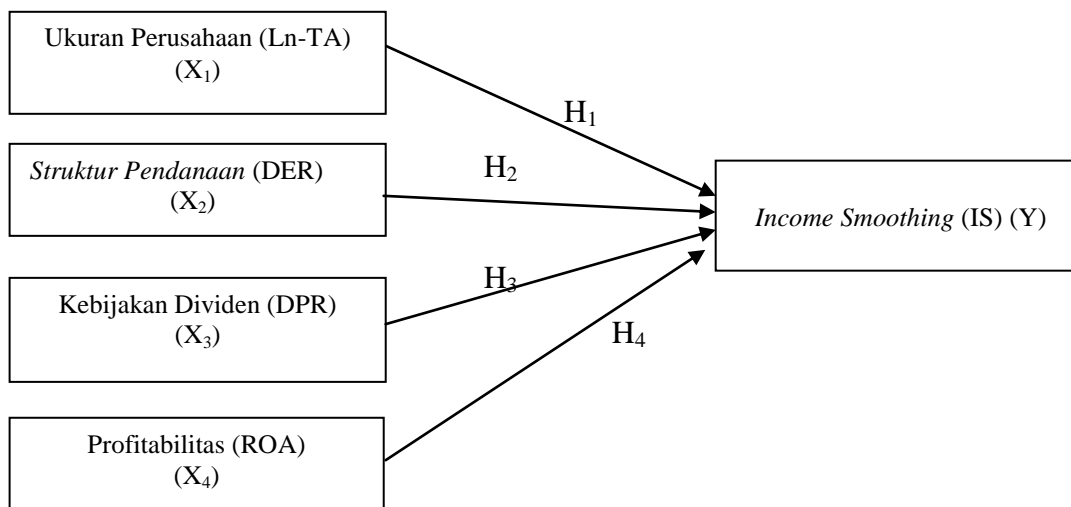 Ukuran Perusahaan (Ln-TA)
(X₁)
H₁
Struktur Pendanaan (DER)
(X₂)
H₂
Income Smoothing (IS) (Y)
Kebijakan Dividen (DPR)
(X₃)
H₃
H₄
Profitabilitas (ROA)
(X₄)